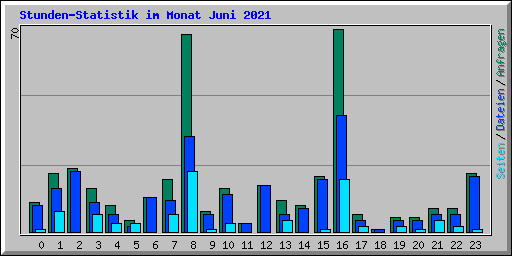 Stunden-Statistik im Monat Juni 2021
70
0 1 2 3 4 5 6 7 8 9 10 11 12 13 14 15 16 17 18 19 20 21 22 23
Seiten / Dateien / Anfragen